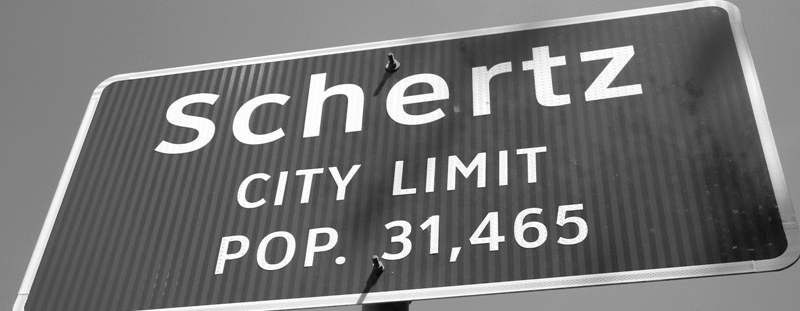 Schertz
CITY LIMIT
POP. 31,465